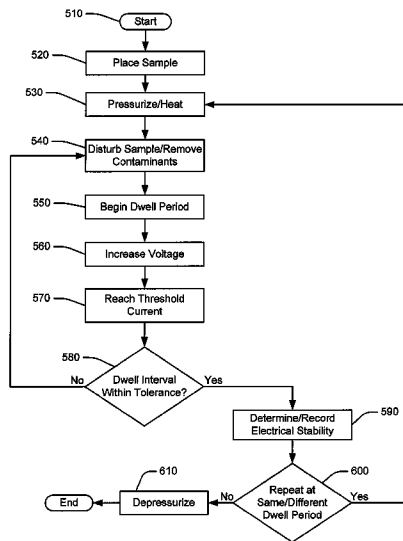 510
Start
520
Place Sample
530
Pressurize/Heat
540
Disturb Sample/Remove
Contaminants
550
Begin Dwell Period
560
Increase Voltage
570
Reach Threshold
Current
580
Dwell Interval
Within Tolerance?
No
Yes
Determine/Record
Electrical Stability
590
600
Repeat at
Same/Different
Dwell Period
No
Yes
610
Depressurize
End